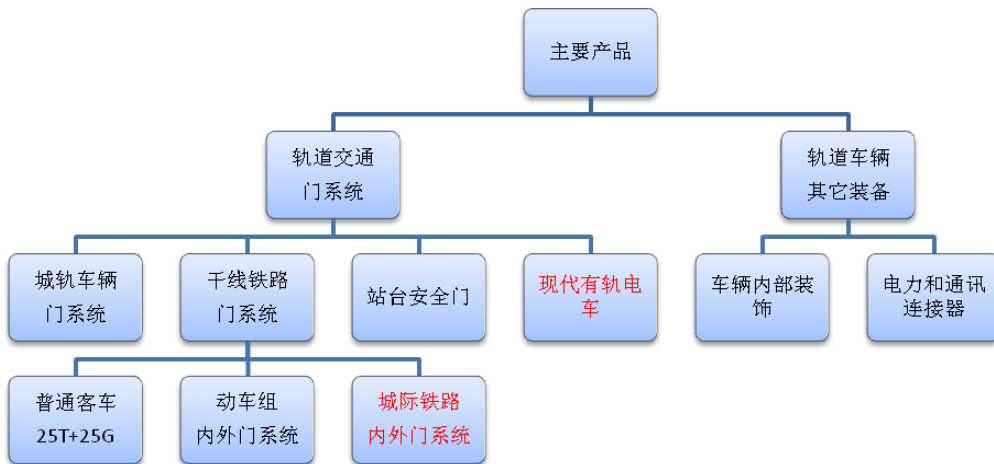 主要产品
轨道交通
门系统
轨道车辆
其它装备
城轨车辆
门系统
干线铁路
门系统
站台安全门
现代有轨电
车
车辆内部装
饰
电力和通讯
连接器
普通客车
25T+25G
动车组
内外门系统
城际铁路
内外门系统